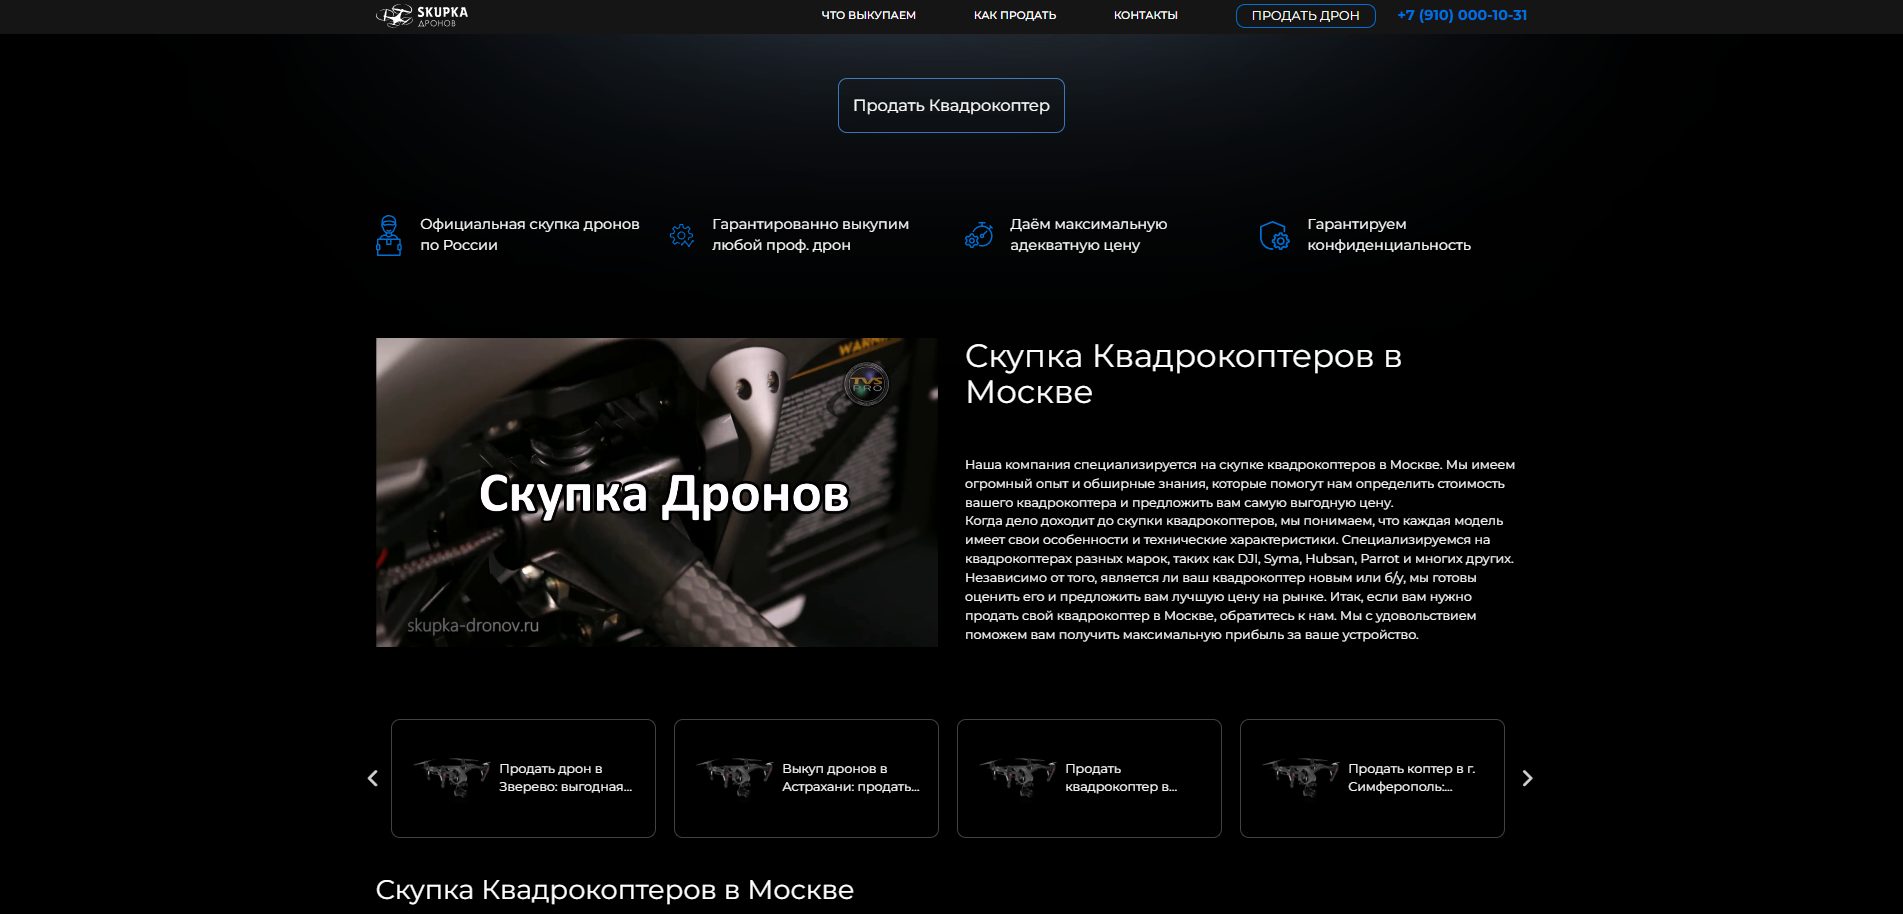 SKUPKA
ДРОНОВ
ЧТО ВЫКУПАЕМ
КАК ПРОДАТЬ
КОНТАКТЫ
ПРОДАТЬ ДРОН
+7 (910) 000-10-31
Продать Квадрокоптер
Официальная скупка дронов
по России
Гарантированно выкупим
любой проф. дрон
Даём максимальную
адекватную цену
Гарантируем
конфиденциальность
WARNI
TVS
PRO
Скупка Дронов
skupka-dronov.ru
Скупка Квадрокоптеров в
Москве
Наша компания специализируется на скупке квадрокоптеров в Москве. Мы имеем
огромный опыт и обширные знания, которые помогут нам определить стоимость
вашего квадрокоптера и предложить вам самую выгодную цену.
Когда дело доходит до скупки квадрокоптеров, мы понимаем, что каждая модель
имеет свои особенности и технические характеристики. Специализируемся на
квадрокоптерах разных марок, таких как DJI, Syma, Hubsan, Parrot и многих других.
Независимо от того, является ли ваш квадрокоптер новым или б/у, мы готовы
оценить его и предложить вам лучшую цену на рынке. Итак, если вам нужно
продать свой квадрокоптер в Москве, обратитесь к нам. Мы с удовольствием
поможем вам получить максимальную прибыль за ваше устройство.
Продать дрон в
Зверево: выгодная...
Выкуп дронов в
Астрахани: продать...
Продать
квадрокоптер в...
Продать коптер в г.
Симферополь:...
Скупка Квадрокоптеров в Москве